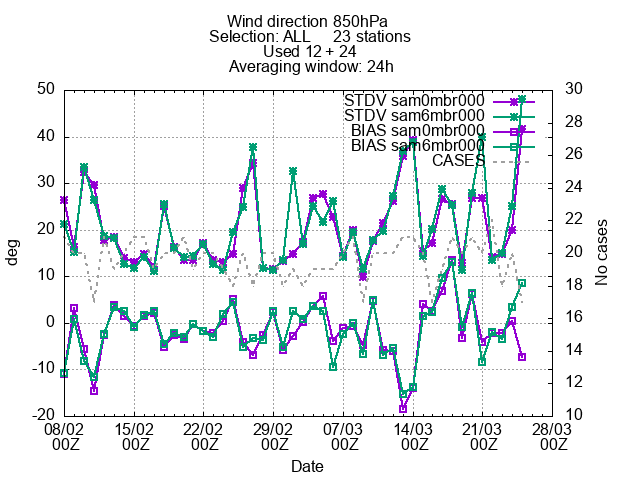 Wind direction 850hPa
Selection: ALL 23 stations
Used 12 + 24
Averaging window: 24h
STDV sam0mbr000
STDV sam6mbr000
BIAS sam0mbr000
BIAS sam6mbr000
CASES
50
40
30
20
10
0
-10
-20
deg
30
28
26
24
22
20
18
16
14
12
10
No cases
08/02 15/02 22/02 29/02 07/03 14/03 21/03 28/03
00Z 00Z 00Z 00Z 00Z 00Z 00Z 00Z
Date